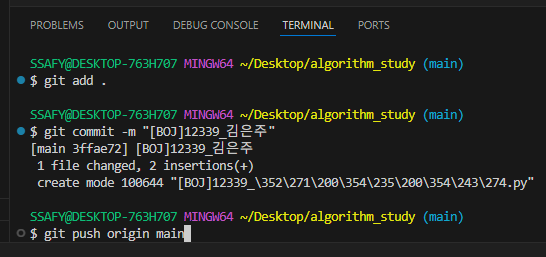 PROBLEMS OUTPUT DEBUG CONSOLE TERMINAL PORTS
SSAFY@DESKTOP-763H707 MINGW64 ~/Desktop/algorithm_study (main)
$ git add .
SSAFY@DESKTOP-763H707 MINGW64 ~/Desktop/algorithm_study (main)
$ git commit -m "[BOJ]12339_김은주"
[main 3ffae72] [BOJ]12339_김은주
1 file changed, 2 insertions(+)
create mode 100644 "[BOJ]12339_\352\271\200\354\235\200\354\243\274.py"
SSAFY@DESKTOP-763H707 MINGW64 ~/Desktop/algorithm_study (main)
$ git push origin main